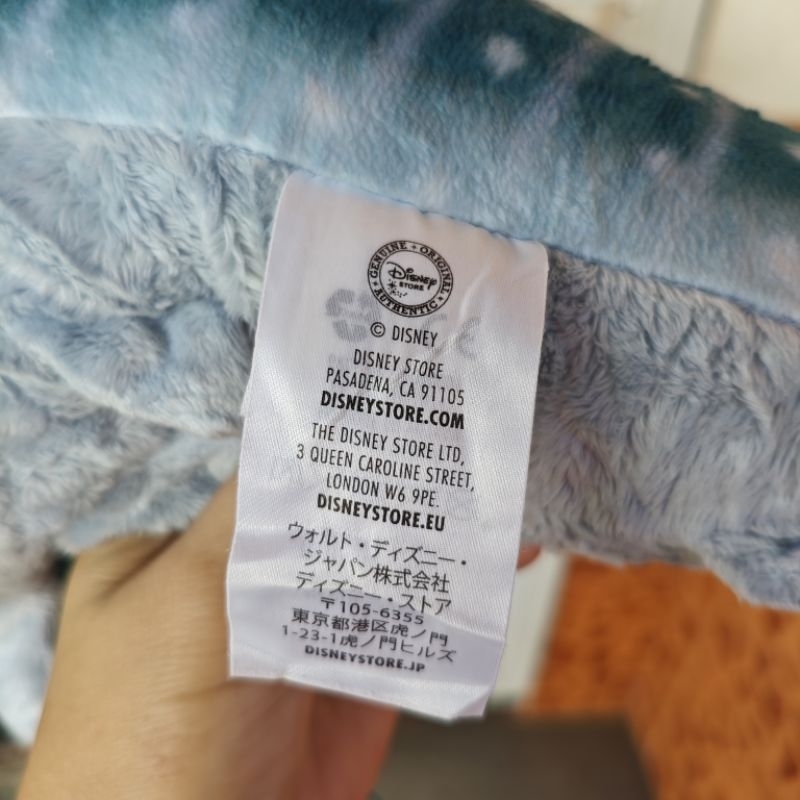 GENUINE • ORIGINAL
Disney
STORE
AUTHENTIC
© DISNEY
DISNEY STORE
PASADENA, CA 91105
DISNEYSTORE.COM
THE DISNEY STORE LTD,
3 QUEEN CAROLINE STREET,
LONDON W6 9PE.
DISNEYSTORE.EU
ウォルト・ディズニー・
ジャパン株式会社
ディズニー・ストア
〒105-6355
東京都港区虎ノ門
1-23-1虎ノ門ヒルズ
DISNEYSTORE.JP